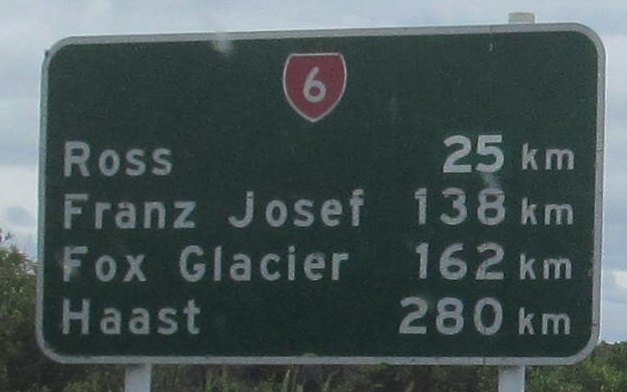 6
Ross 25 km
Franz Josef 138 km
Fox Glacier 162 km
Haast 280 km